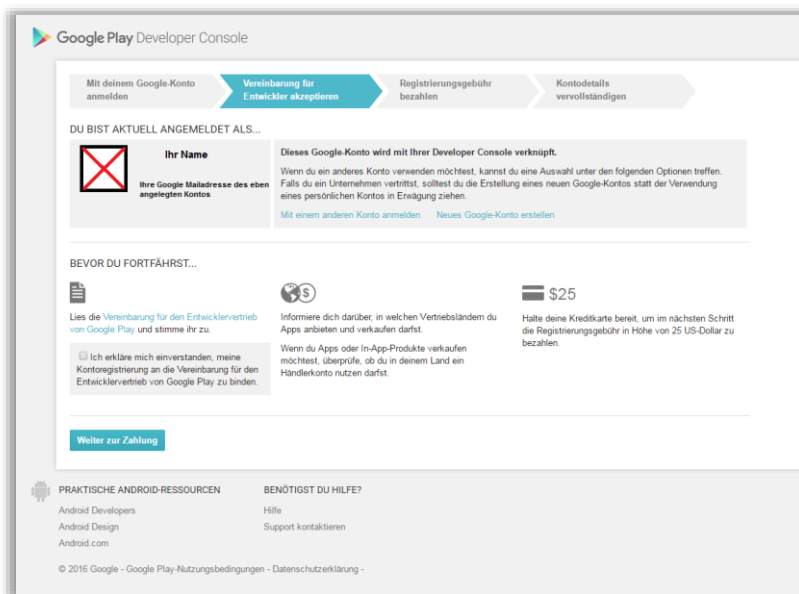 Google Play Developer Console
Mit deinem Google-Konto
anmelden
Vereinbarung für
Entwickler akzeptieren
Registrierungsgebühr
bezahlen
Kontodetails
vervollständigen
DU BIST AKTUELL ANGEMELDET ALS...
Ihr Name
Ihre Google Mailadresse des eben
angelegten Kontos
Dieses Google-Konto wird mit Ihrer Developer Console verknüpft.
Wenn du ein anderes Konto verwenden möchtest, kannst du eine Auswahl unter den folgenden Optionen treffen.
Falls du ein Unternehmen vertrittst, solltest du die Erstellung eines neuen Google-Kontos statt der Verwendung
eines persönlichen Kontos in Erwägung ziehen.
Mit einem anderen Konto anmelden Neues Google-Konto erstellen
BEVOR DU FORTFÄHRST...
Lies die Vereinbarung für den Entwicklervertrieb
von Google Play und stimme ihr zu.
Ich erkläre mich einverstanden, meine
Kontoregistrierung an die Vereinbarung für den
Entwicklervertrieb von Google Play zu binden.
$
Informiere dich darüber, in welchen Vertriebsländern du
Apps anbieten und verkaufen darfst.
Wenn du Apps oder In-App-Produkte verkaufen
möchtest, überprüfe, ob du in deinem Land ein
Händlerkonto nutzen darfst.
$25
Halte deine Kreditkarte bereit, um im nächsten Schritt
die Registrierungsgebühr in Höhe von 25 US-Dollar zu
bezahlen.
Weiter zur Zahlung
PRAKTISCHE ANDROID-RESSOURCEN
Android Developers
Android Design
Android.com
BENÖTIGST DU HILFE?
Hilfe
Support kontaktieren
© 2016 Google - Google Play-Nutzungsbedingungen - Datenschutzerklärung -